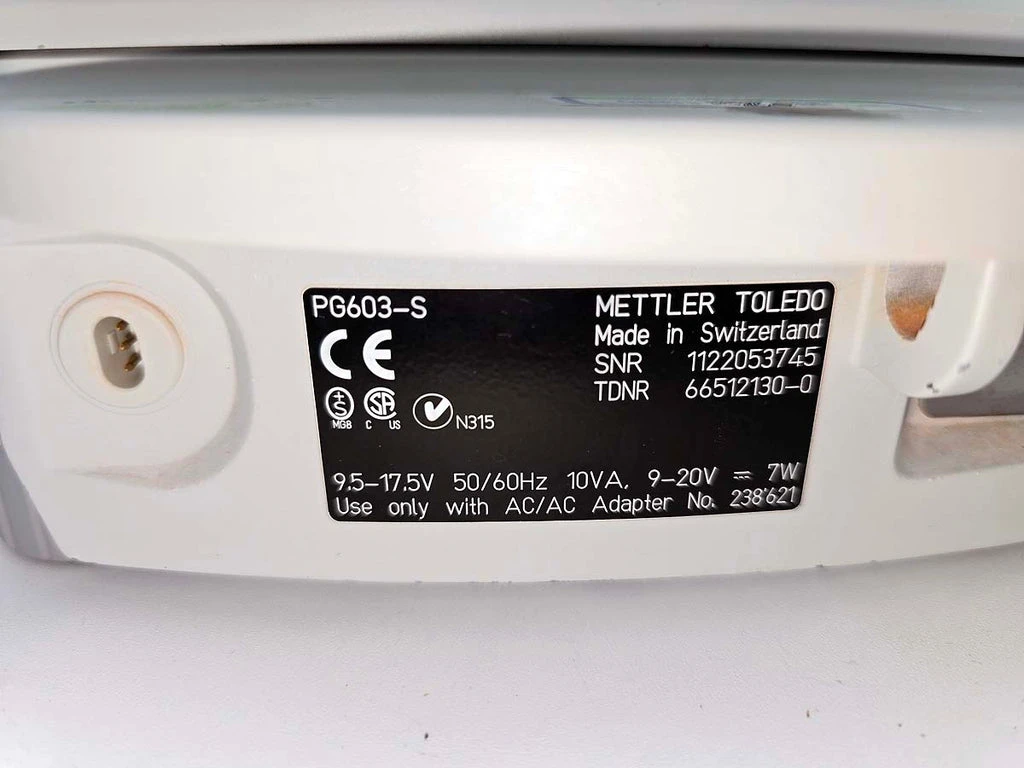 PG603-S
METTLER TOLEDO
Made in Switzerland
SNR 1122053745
TDNR 66512130-0
CE
±S
MGB
SP
C US
N315
9.5-17.5V 50/60Hz 10VA, 9-20V ⎓ 7W
Use only with AC/AC Adapter No. 238'621